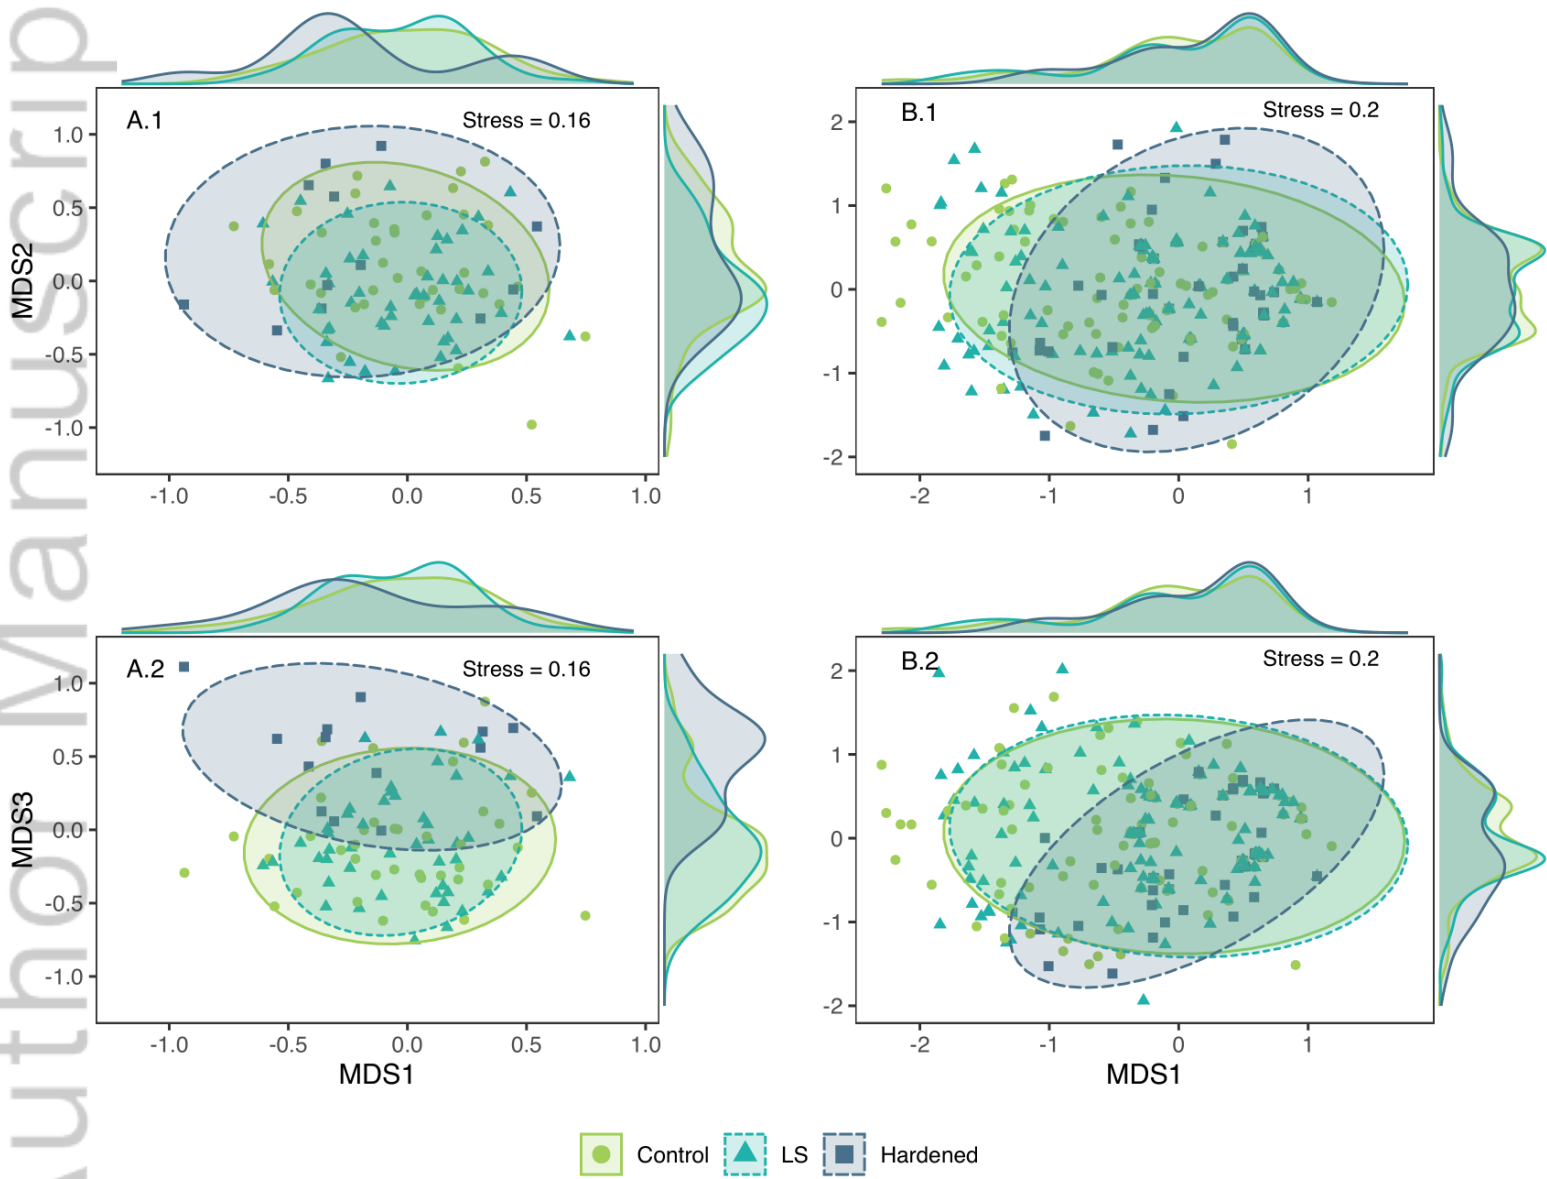 Author Manuscrip
A.1
Stress = 0.16
B.1
Stress = 0.2
MDS2
1.0
0.5
0.0
-0.5
-1.0
-1.0 -0.5 0.0 0.5 1.0
2
1
0
-1
-2
-2 -1 0 1
A.2
Stress = 0.16
B.2
Stress = 0.2
MDS3
1.0
0.5
0.0
-0.5
-1.0
-1.0 -0.5 0.0 0.5 1.0
2
1
0
-1
-2
-2 -1 0 1
MDS1
MDS1
Control LS Hardened